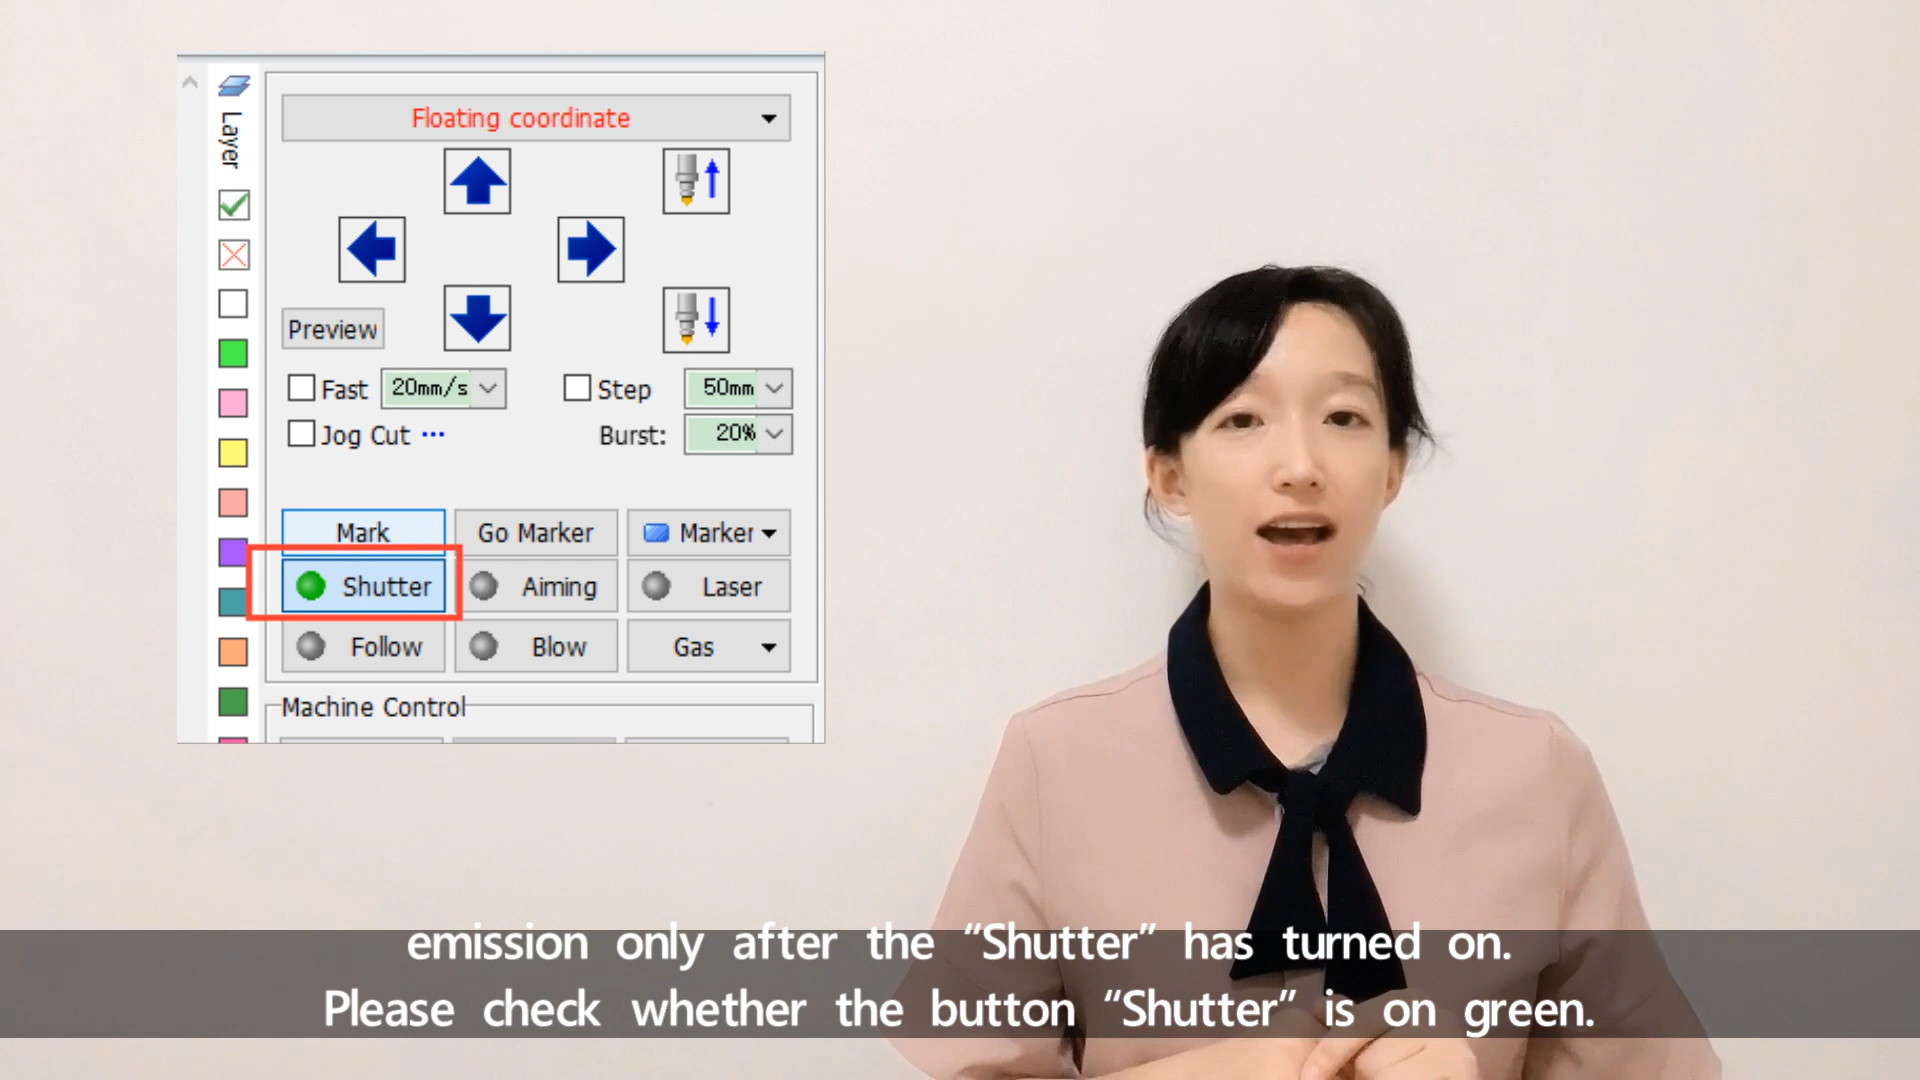 Layer
Floating coordinate
Preview
Fast 20mm/s Step 50mm
Jog Cut ··· Burst: 20%
Mark Go Marker Marker
Shutter Aiming Laser
Follow Blow Gas
Machine Control
emission only after the “Shutter” has turned on.
Please check whether the button “Shutter” is on green.